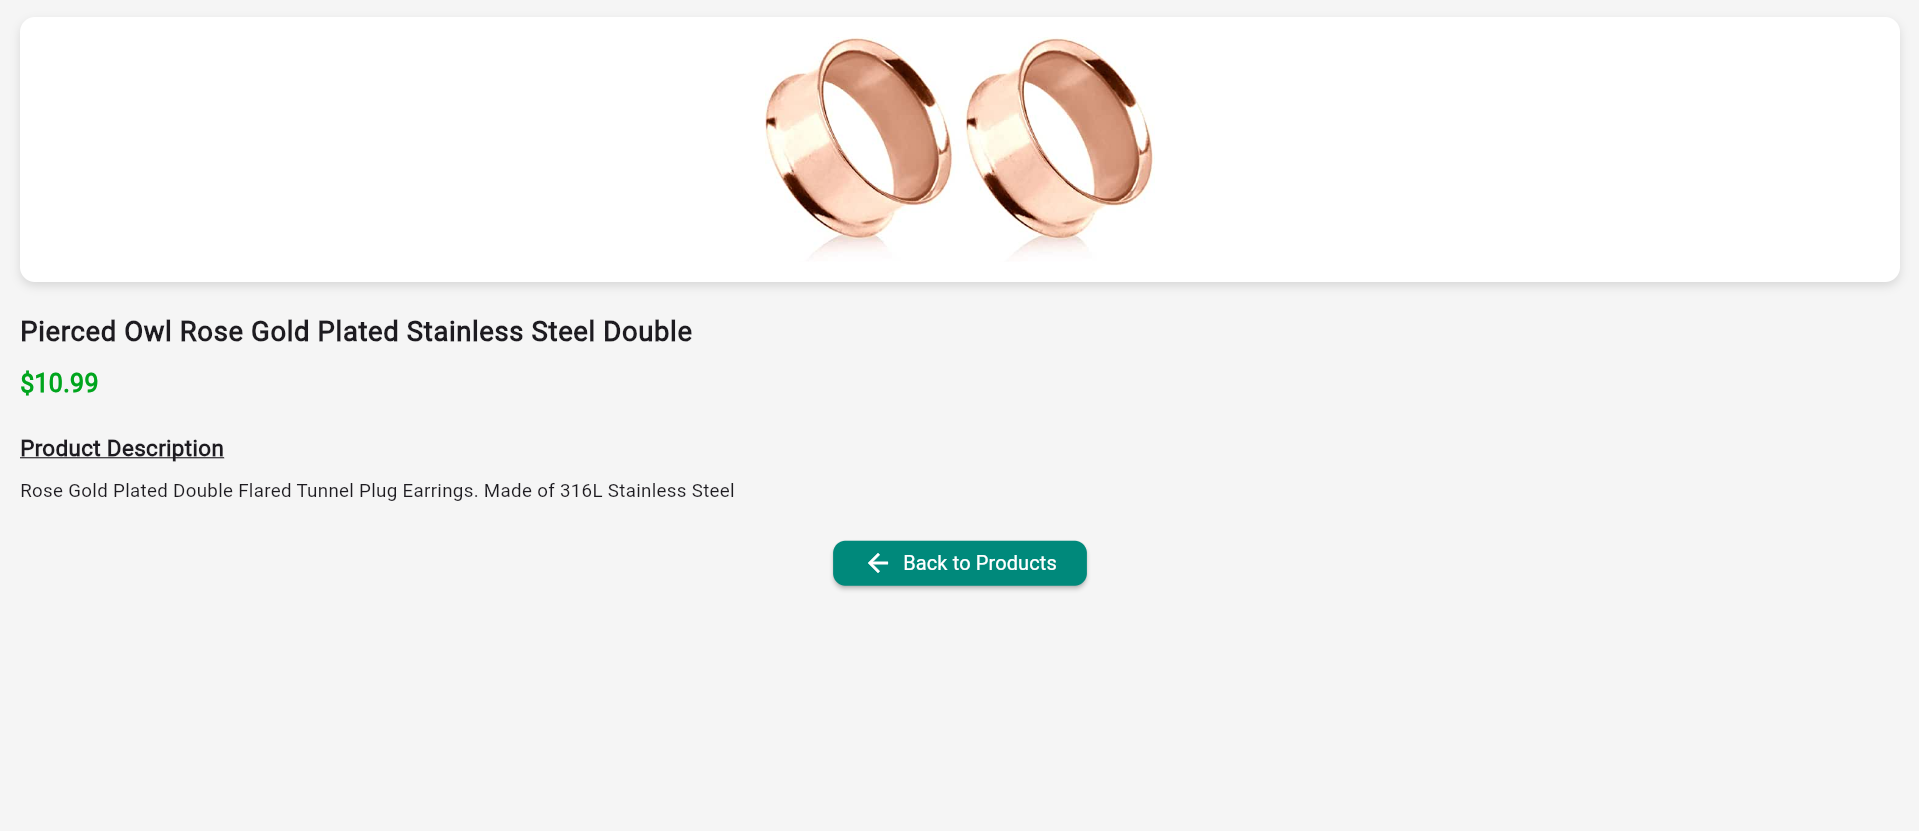 Pierced Owl Rose Gold Plated Stainless Steel Double
$10.99
Product Description
Rose Gold Plated Double Flared Tunnel Plug Earrings. Made of 316L Stainless Steel
Back to Products